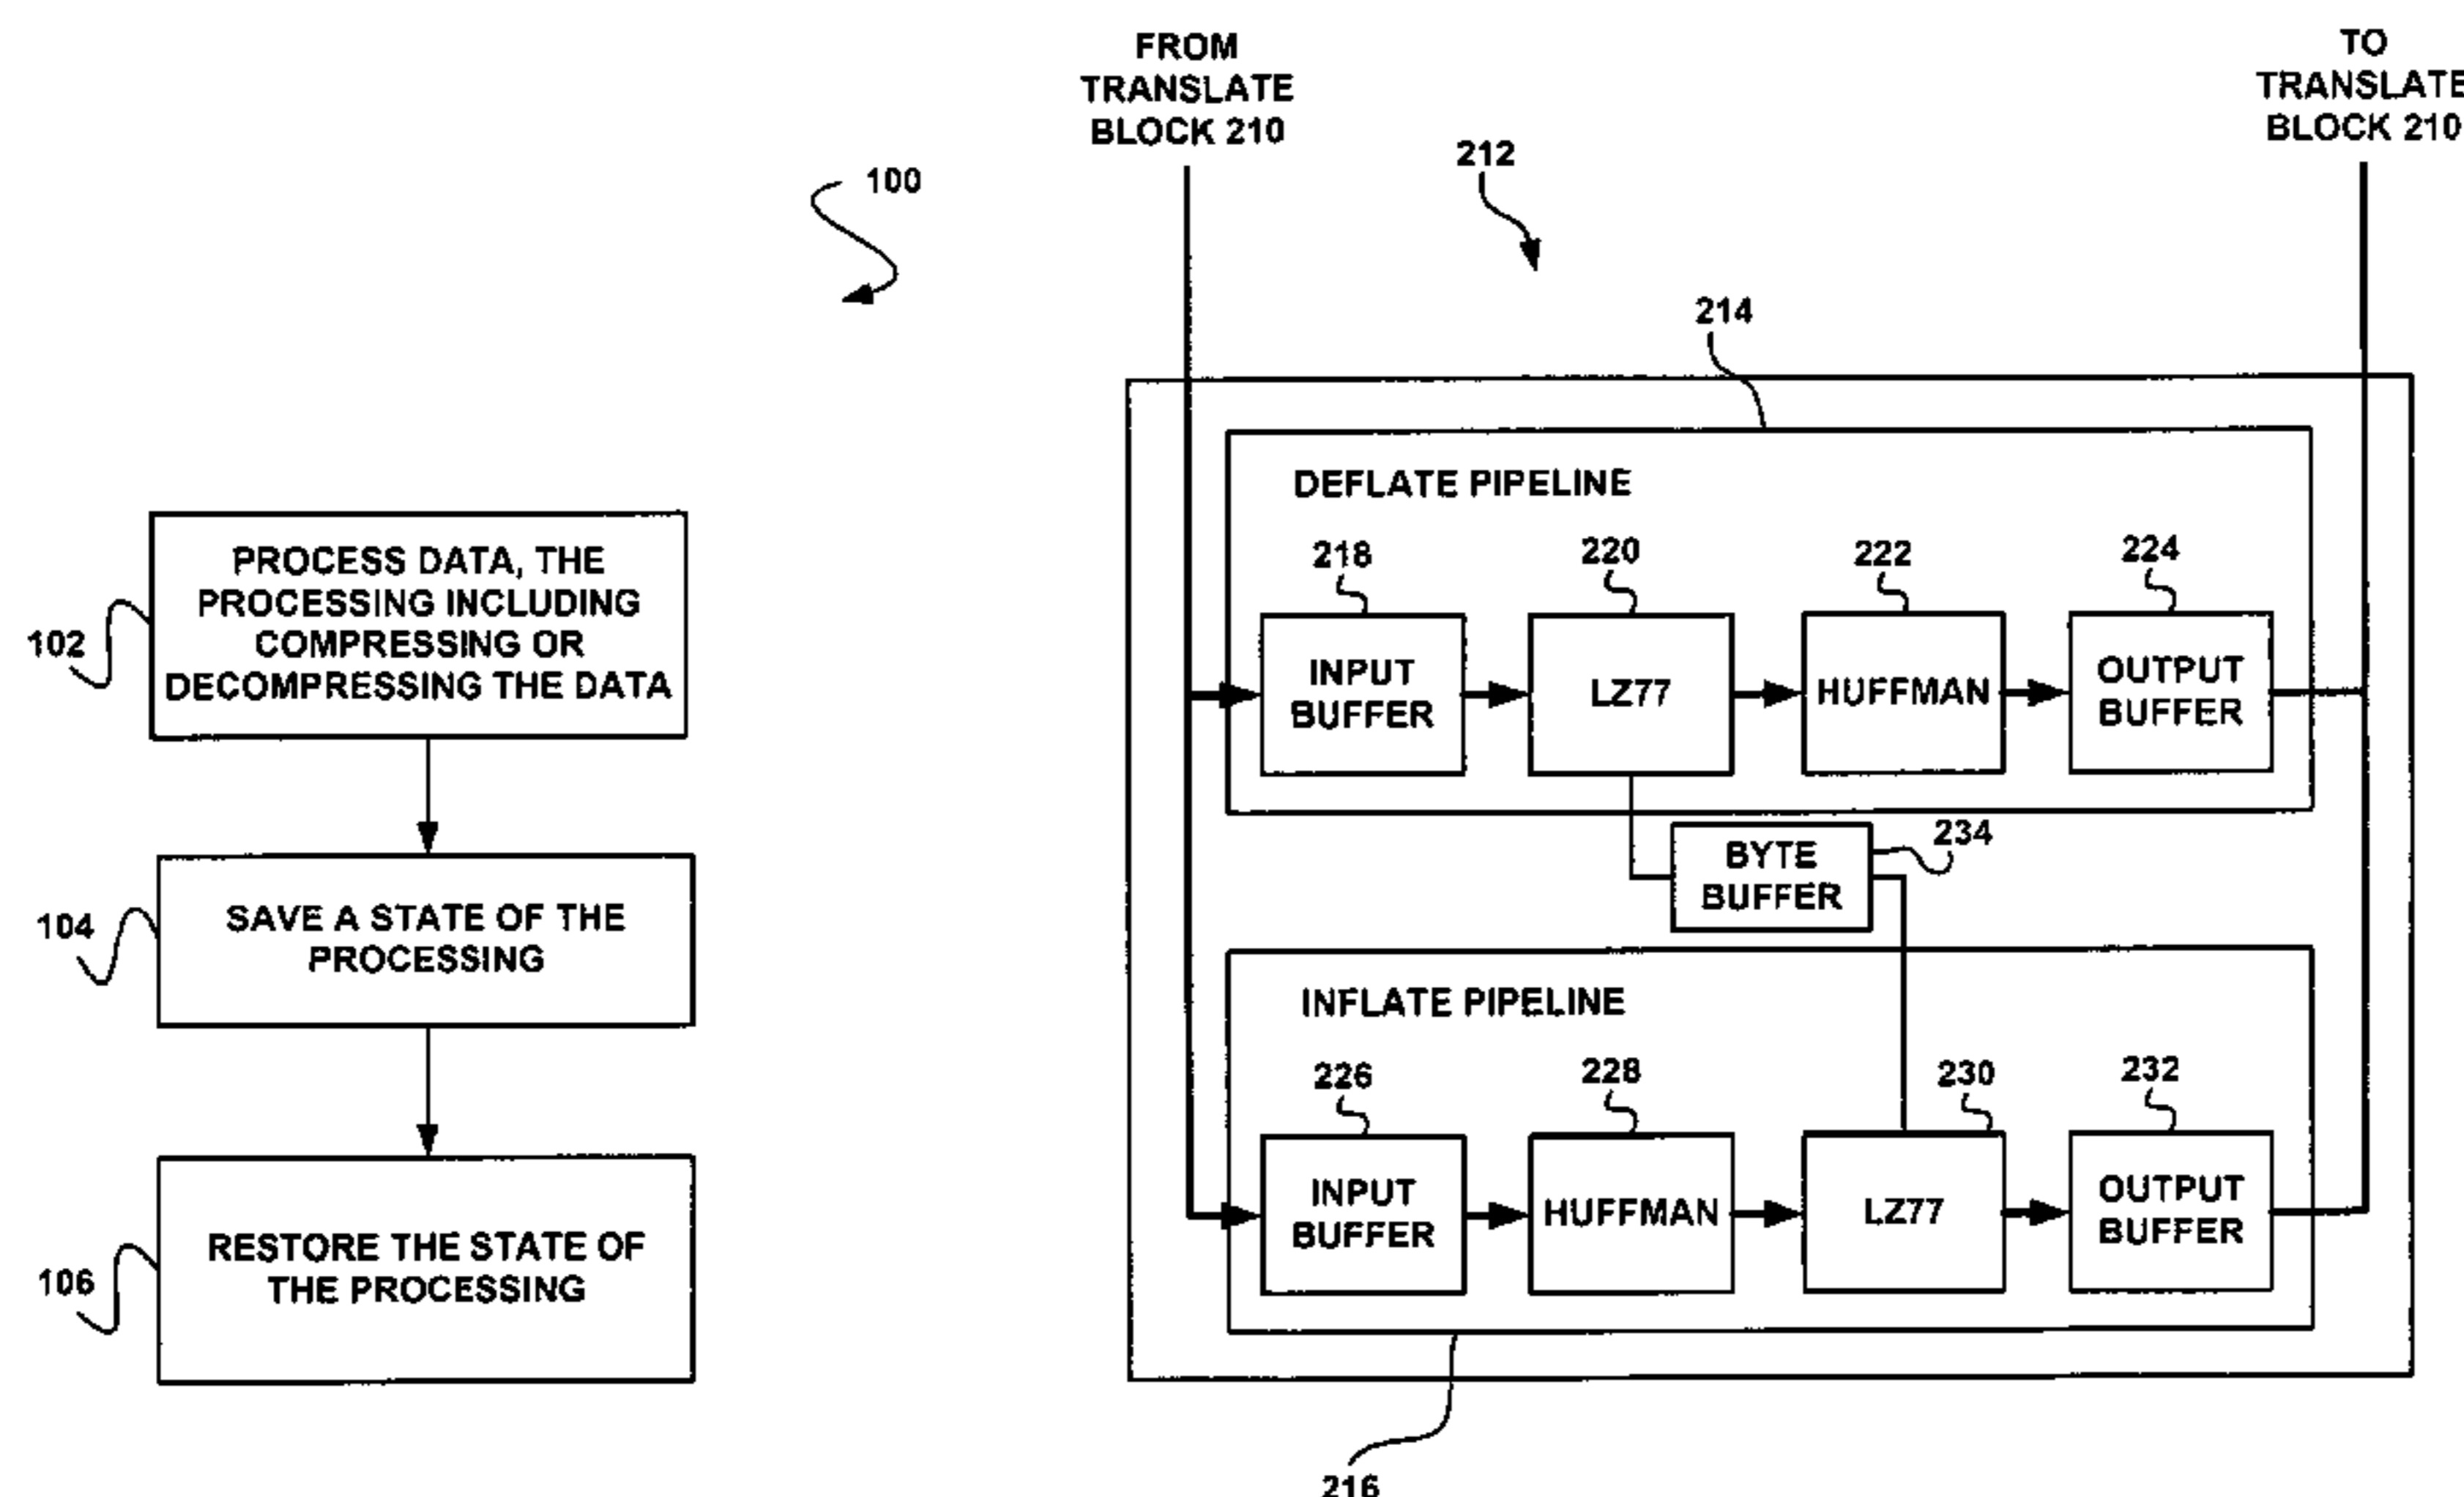 100
102
PROCESS DATA, THE
PROCESSING INCLUDING
COMPRESSING OR
DECOMPRESSING THE DATA
104
SAVE A STATE OF THE
PROCESSING
106
RESTORE THE STATE OF
THE PROCESSING
FROM
TRANSLATE
BLOCK 210
TO
TRANSLATE
BLOCK 210
212
214
DEFLATE PIPELINE
218
220
222
224
INPUT
BUFFER
LZ77
HUFFMAN
OUTPUT
BUFFER
234
BYTE
BUFFER
INFLATE PIPELINE
226
228
230
232
INPUT
BUFFER
HUFFMAN
LZ77
OUTPUT
BUFFER
216